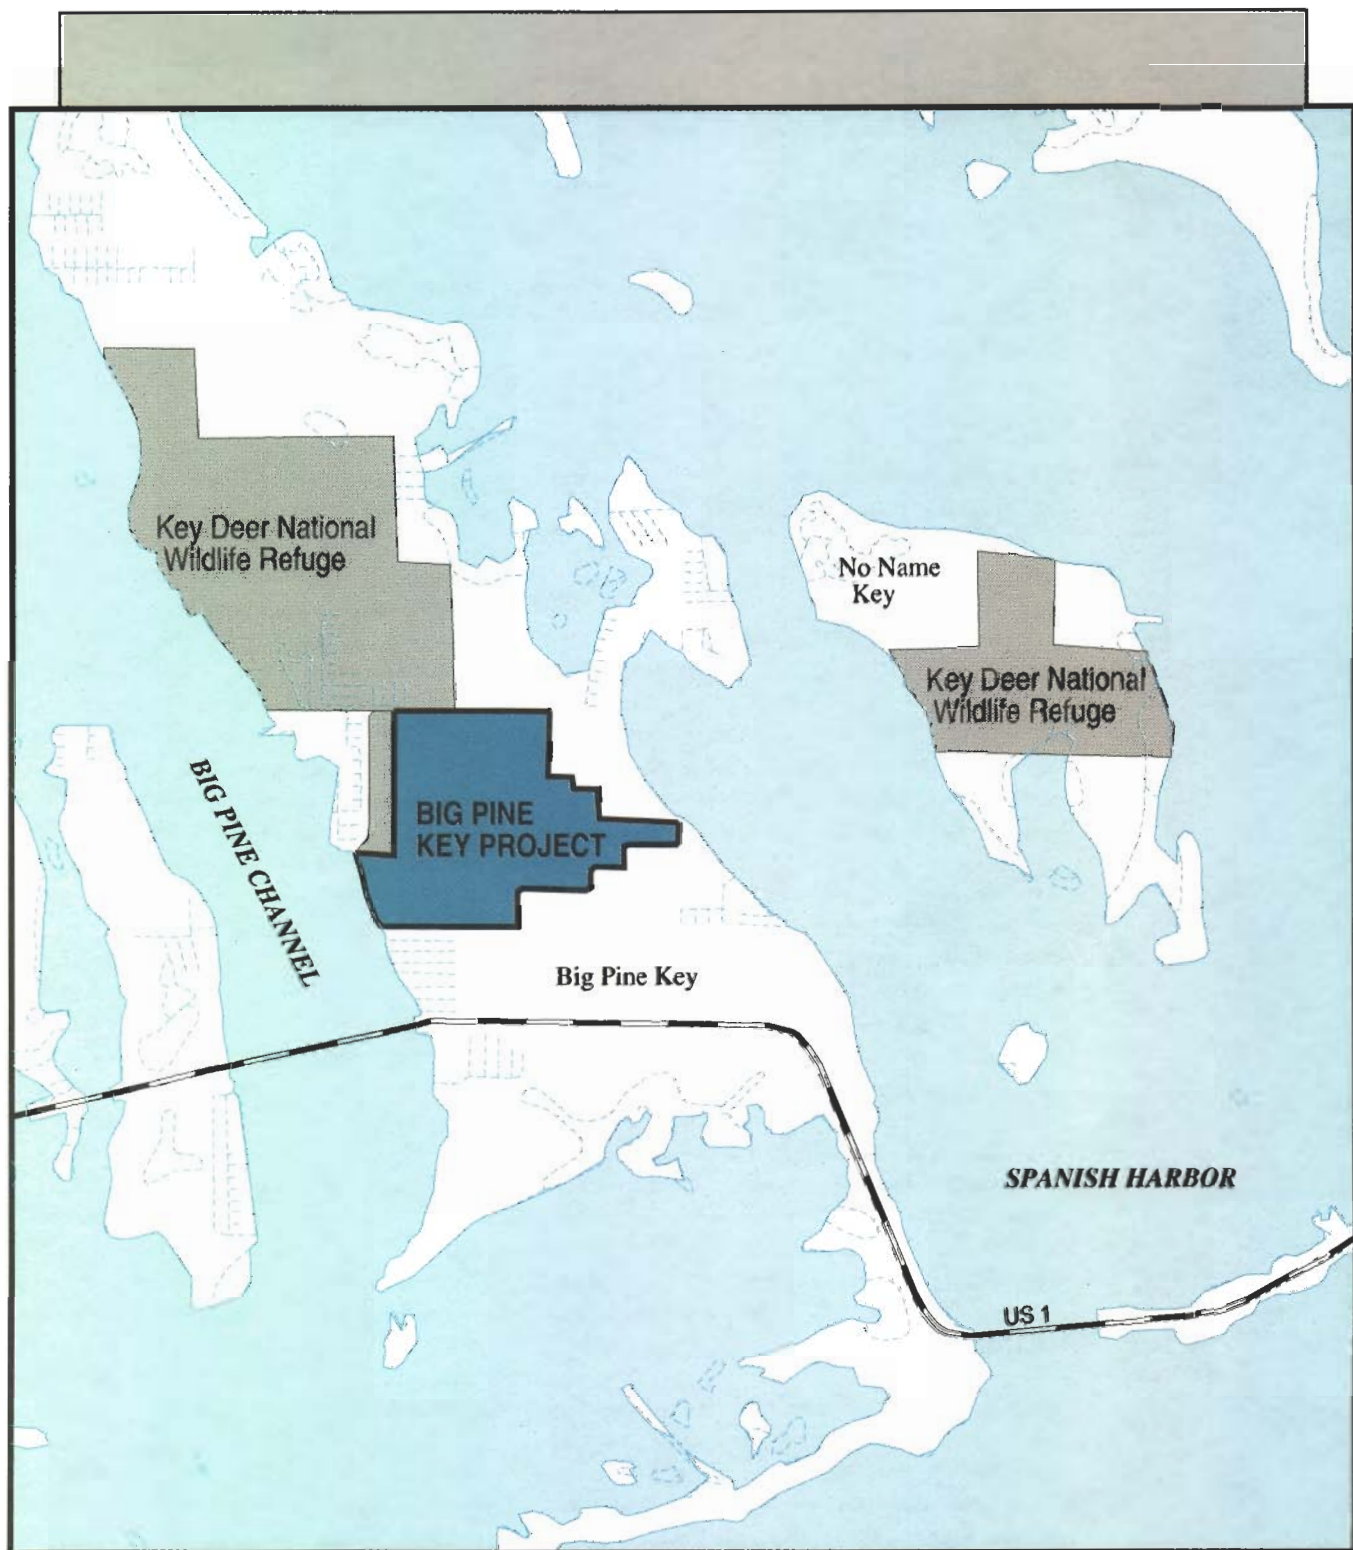 Key Deer National
Wildlife Refuge
No Name
Key
Key Deer National
Wildlife Refuge
BIG PINE CHANNEL
BIG PINE
KEY PROJECT
Big Pine Key
SPANISH HARBOR
US 1